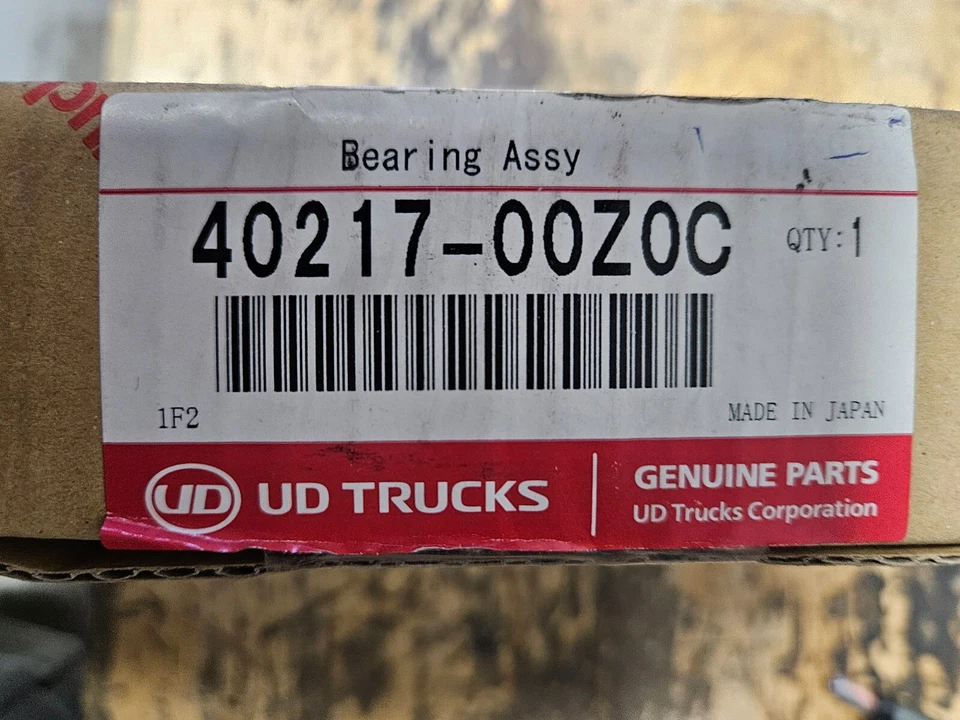 Bearing Assy
40217-00Z0C
QTY:1
1F2
MADE IN JAPAN
UD UD TRUCKS
GENUINE PARTS
UD Trucks Corporation